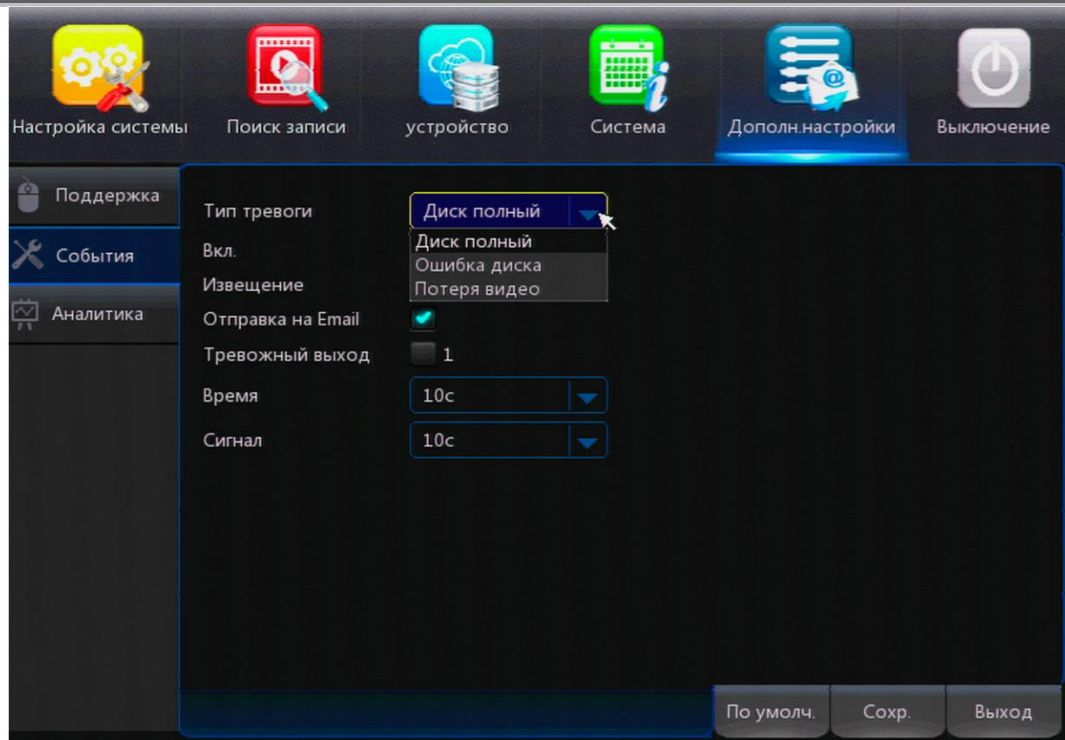 Настройка системы
Поиск записи
устройство
Система
Дополн.настройки
Выключение
Поддержка
События
Аналитика
Тип тревоги
Диск полный
Диск полный
Ошибка диска
Потеря видео
Вкл.
Извещение
Отправка на Email
Тревожный выход
1
Время
10с
Сигнал
10с
По умолч.
Сохр.
Выход